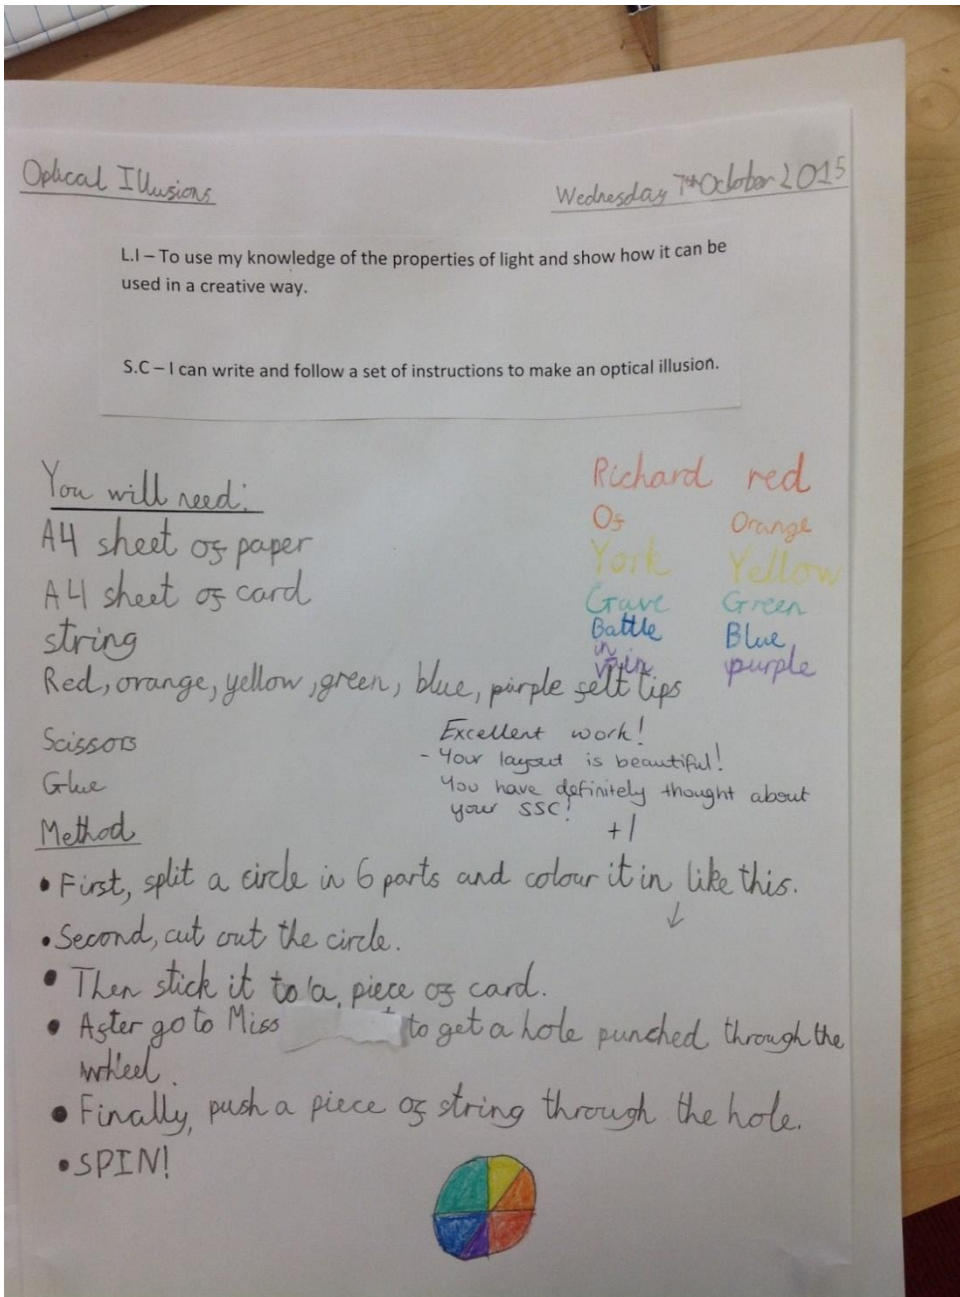 Optical Illusions
Wednesday 7th October 2015
L.I – To use my knowledge of the properties of light and show how it can be
used in a creative way.
S.C – I can write and follow a set of instructions to make an optical illusion.
You will need:
A4 sheet of paper
A4 sheet of card
string
Red, orange, yellow, green, blue, purple felt tips
Scissors
Glue
Richard red
Of Orange
York Yellow
Gave Green
Battle Blue
in
vain purple
Excellent work!
- Your layout is beautiful!
You have definitely thought about
your SSC!
+1
Method
• First, split a circle in 6 parts and colour it in like this.
↓
• Second, cut out the circle.
• Then stick it to a piece of card.
• After go to Miss to get a hole punched through the
wheel.
• Finally, push a piece of string through the hole.
• SPIN!